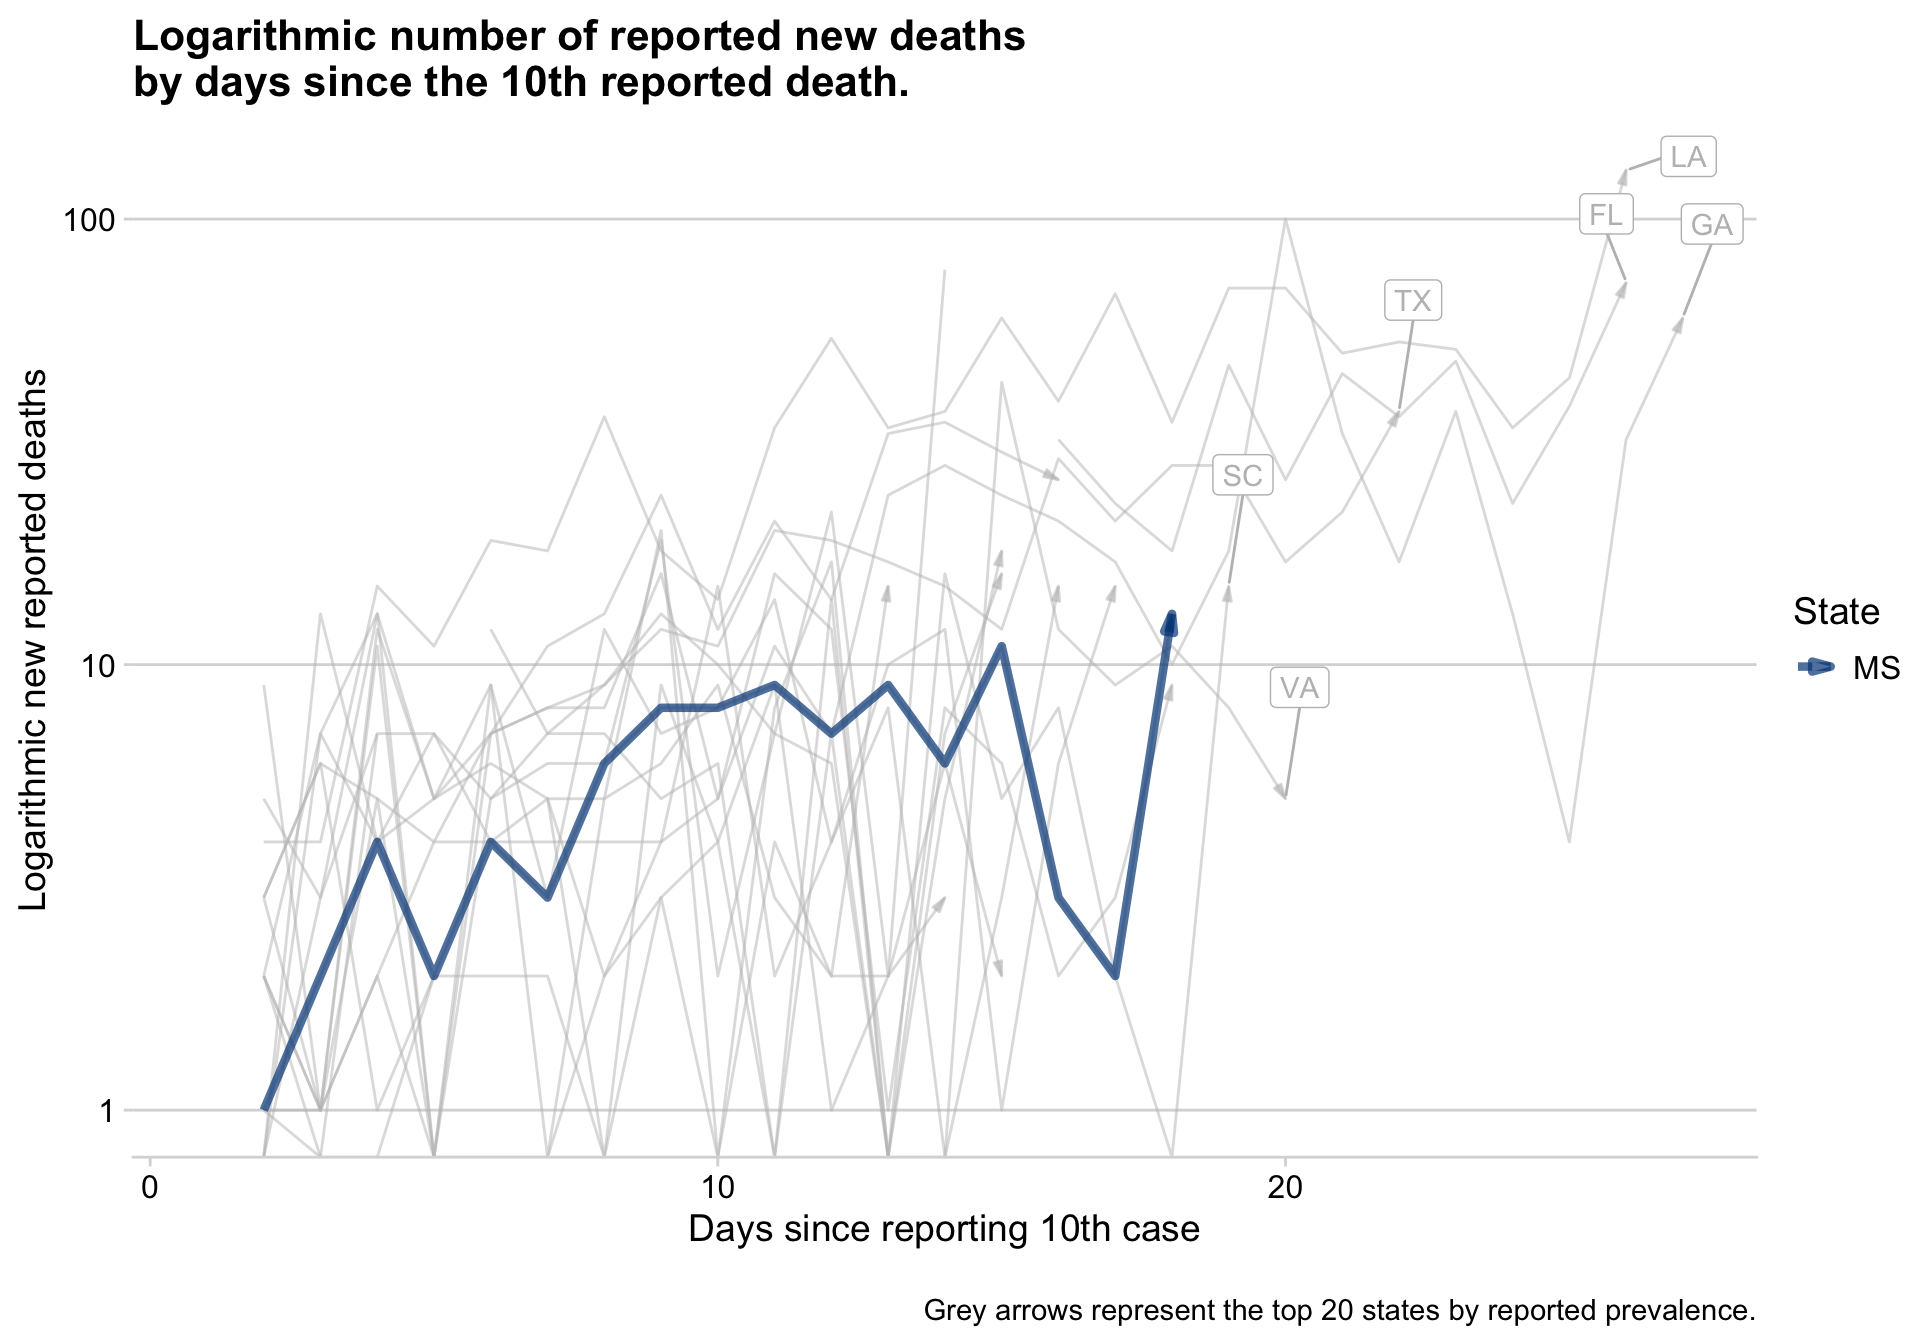 Logarithmic number of reported new deaths
by days since the 10th reported death.
LA
FL
GA
100
TX
SC
Logarithmic new reported deaths
State
10
MS
VA
1
0
10
20
Days since reporting 10th case
Grey arrows represent the top 20 states by reported prevalence.